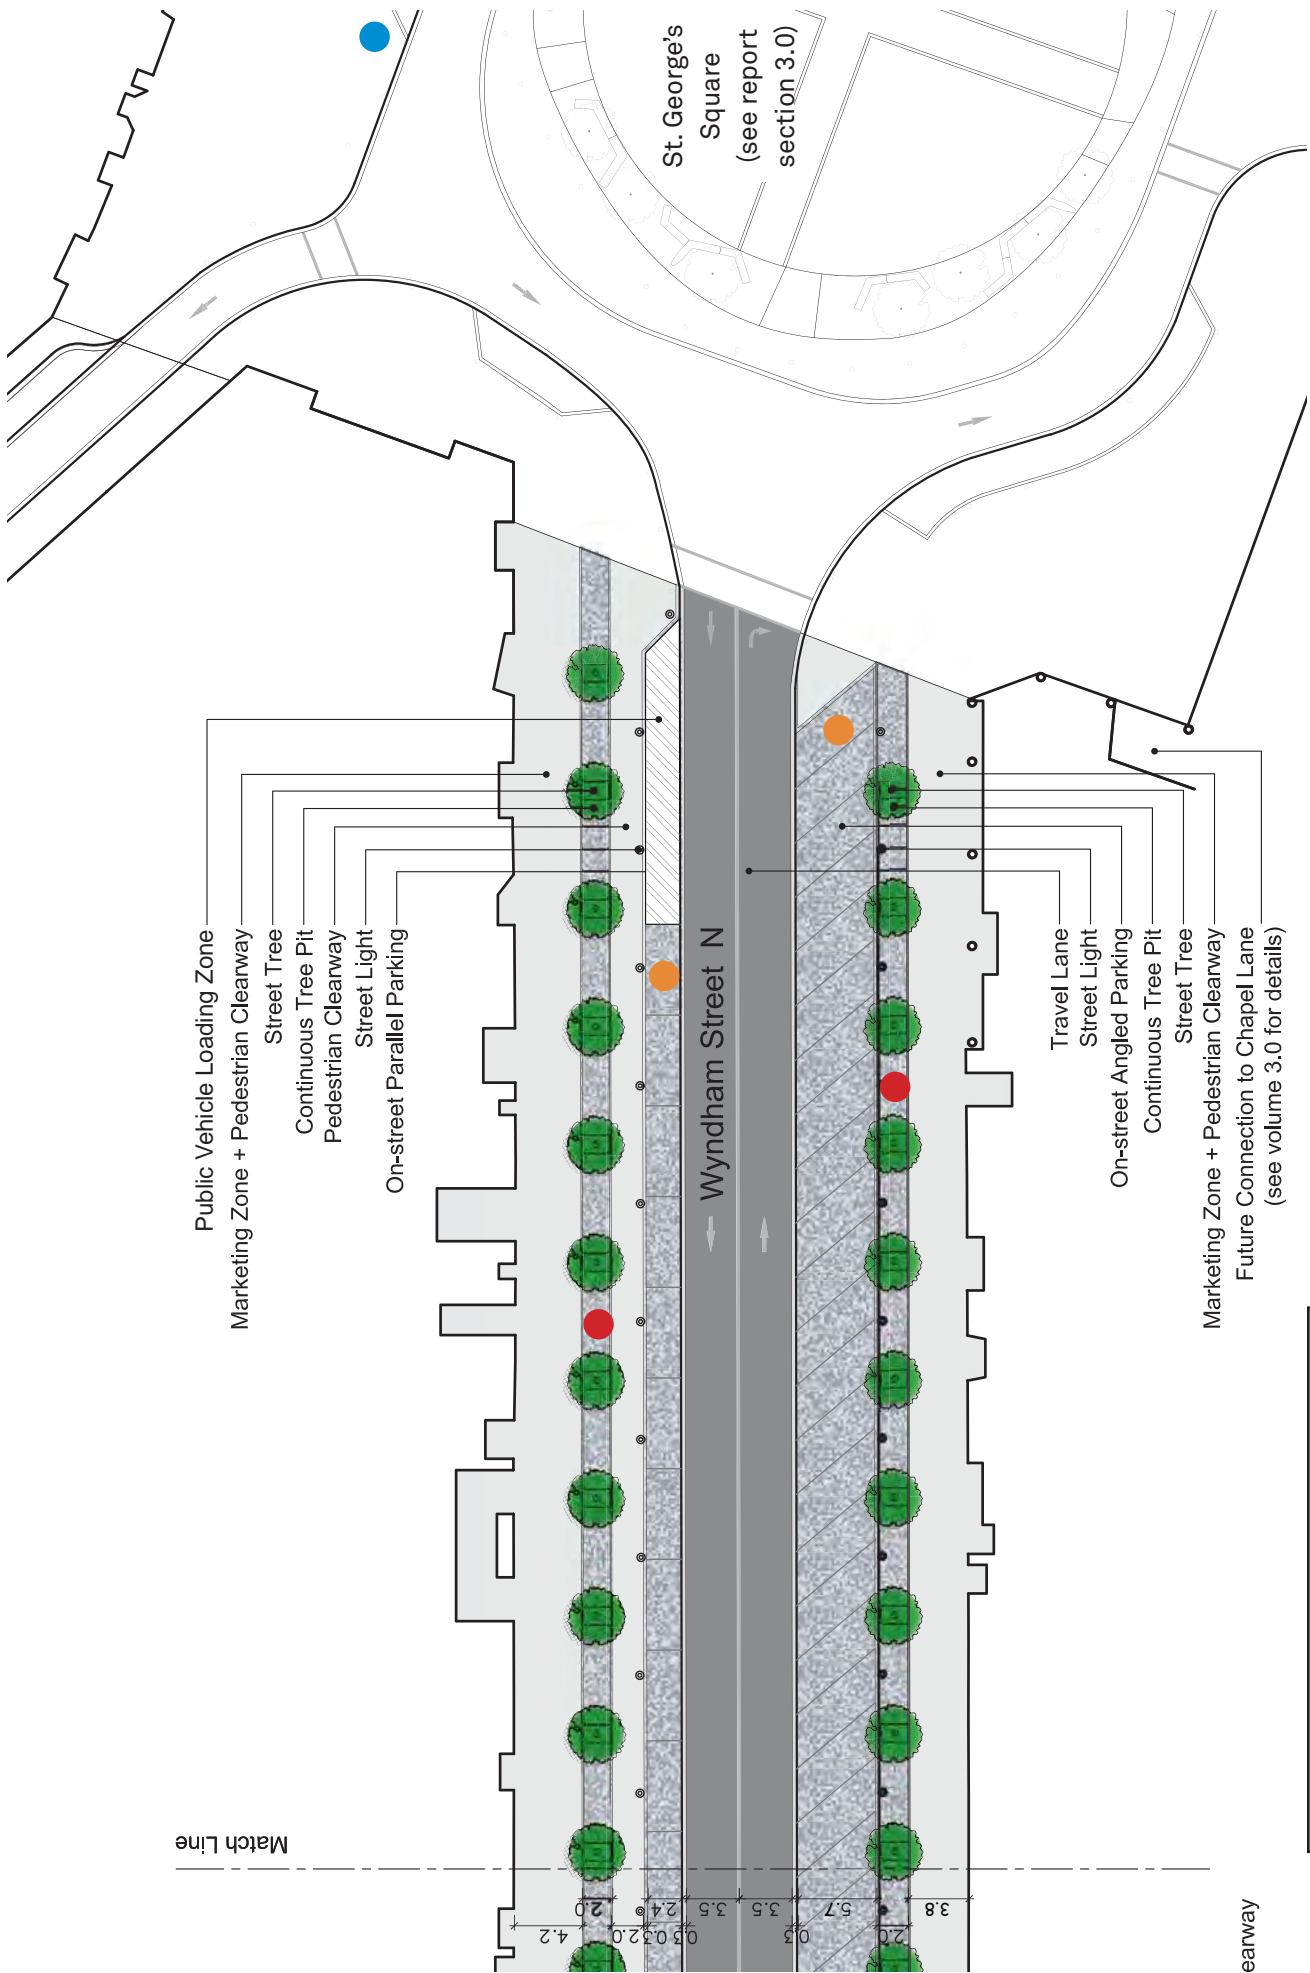 St. George's
Square
(see report
section 3.0)
Public Vehicle Loading Zone
Marketing Zone + Pedestrian Clearway
Street Tree
Continuous Tree Pit
Pedestrian Clearway
Street Light
On-street Parallel Parking
Wyndham Street N
Travel Lane
Street Light
On-street Angled Parking
Continuous Tree Pit
Street Tree
Marketing Zone + Pedestrian Clearway
Future Connection to Chapel Lane
(see volume 3.0 for details)
Match Line
4.2
2.0
2.0
0.3
2.4
0.3
3.5
3.5
0.3
5.7
2.0
3.8
earway